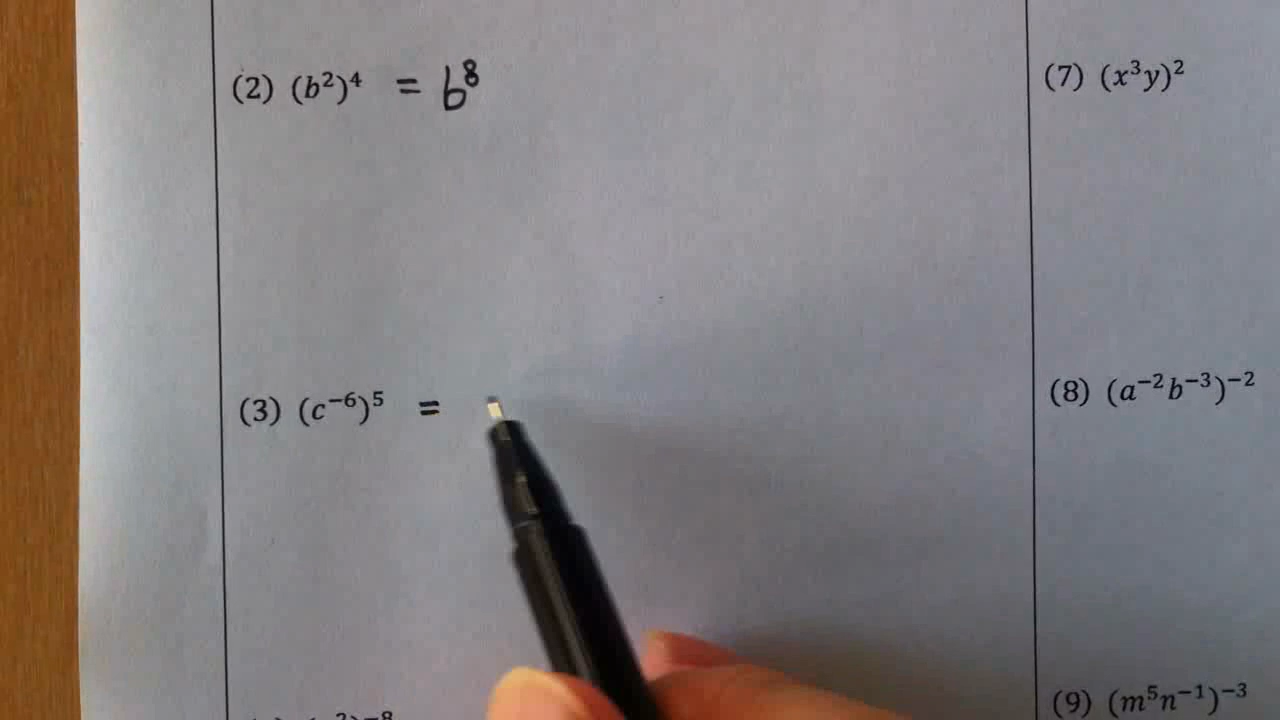 (2) (b²)⁴ = b⁸
(3) (c⁻⁶)⁵ =
(7) (x³y)²
(8) (a⁻²b⁻³)⁻²
(9) (m⁵n⁻¹)⁻³